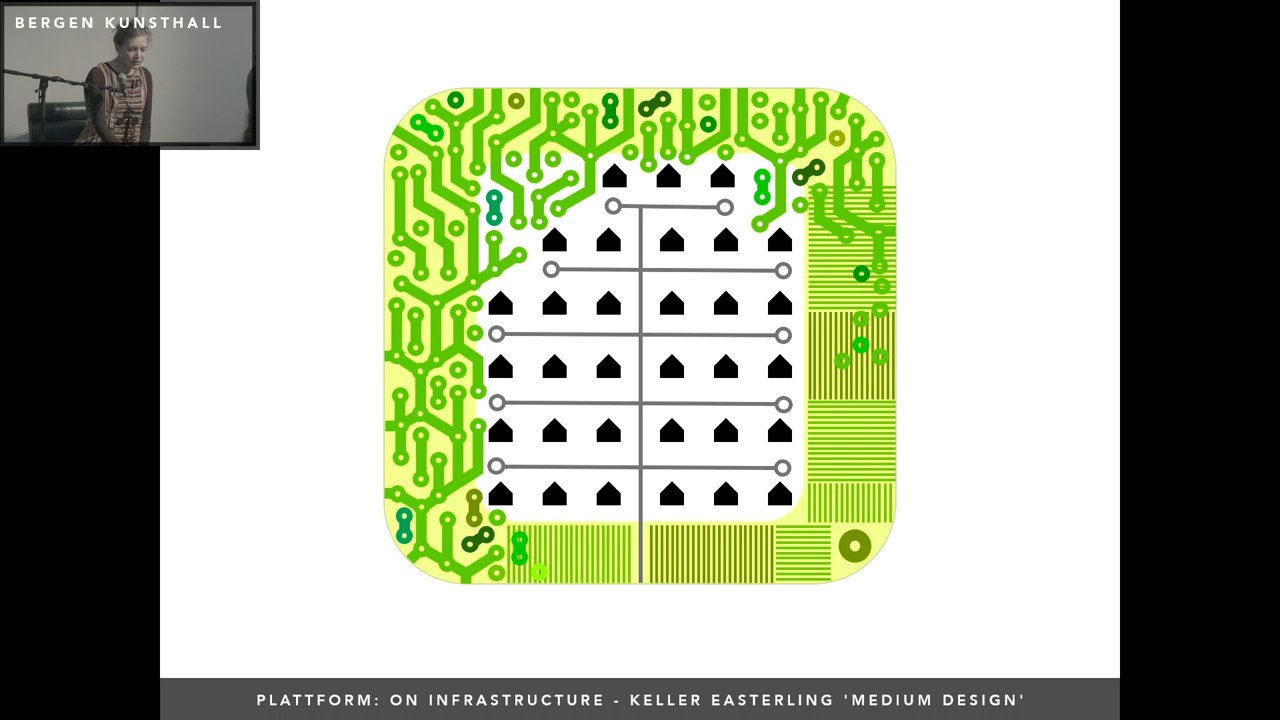 BERGEN KUNSTHALL
PLATTFORM: ON INFRASTRUCTURE - KELLER EASTERLING 'MEDIUM DESIGN'